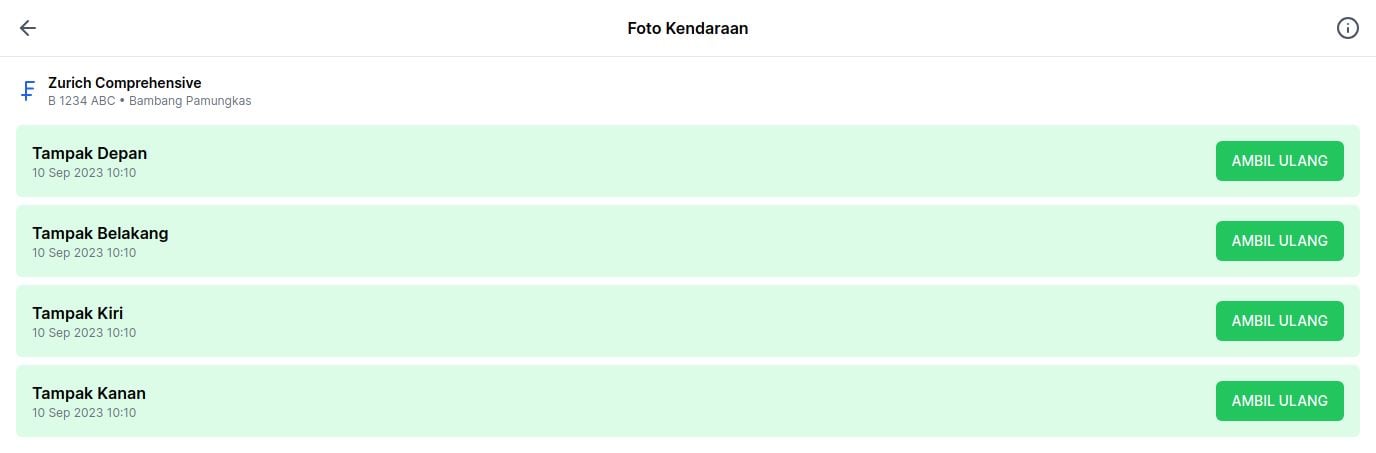 Foto Kendaraan
Zurich Comprehensive
B 1234 ABC • Bambang Pamungkas
Tampak Depan
10 Sep 2023 10:10
AMBIL ULANG
Tampak Belakang
10 Sep 2023 10:10
AMBIL ULANG
Tampak Kiri
10 Sep 2023 10:10
AMBIL ULANG
Tampak Kanan
10 Sep 2023 10:10
AMBIL ULANG